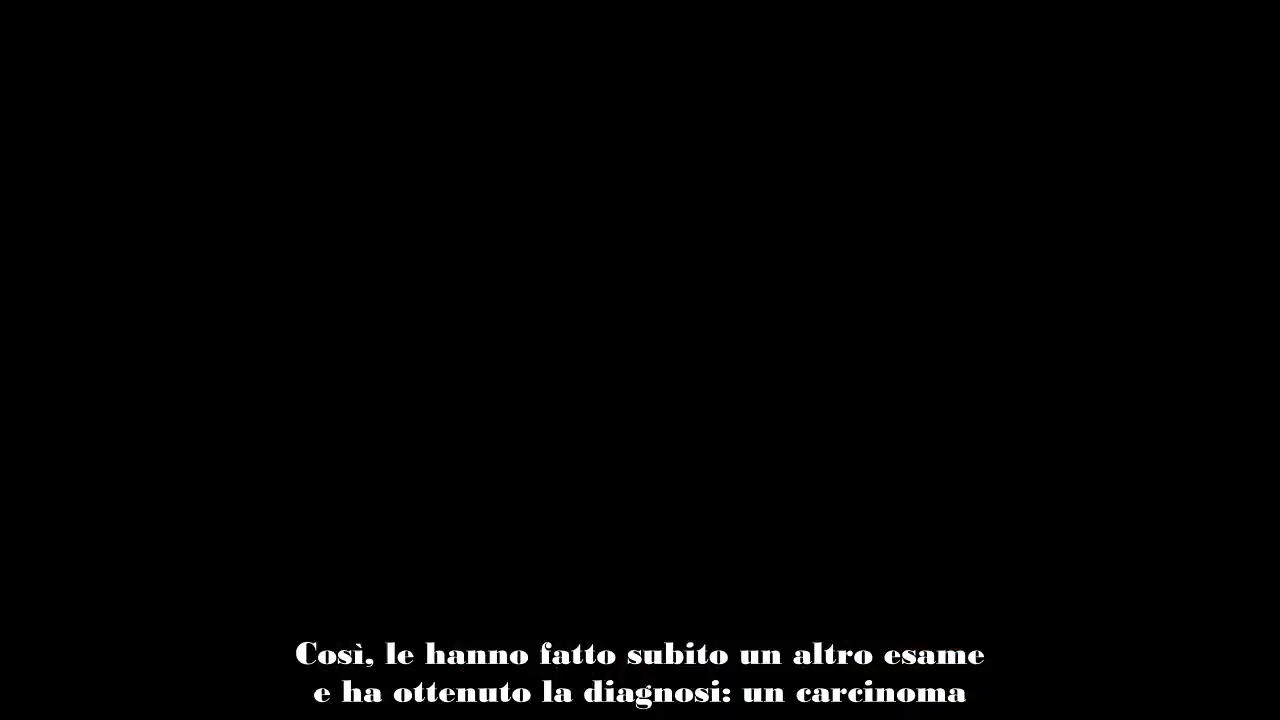 Così, le hanno fatto subito un altro esame
e ha ottenuto la diagnosi: un carcinoma